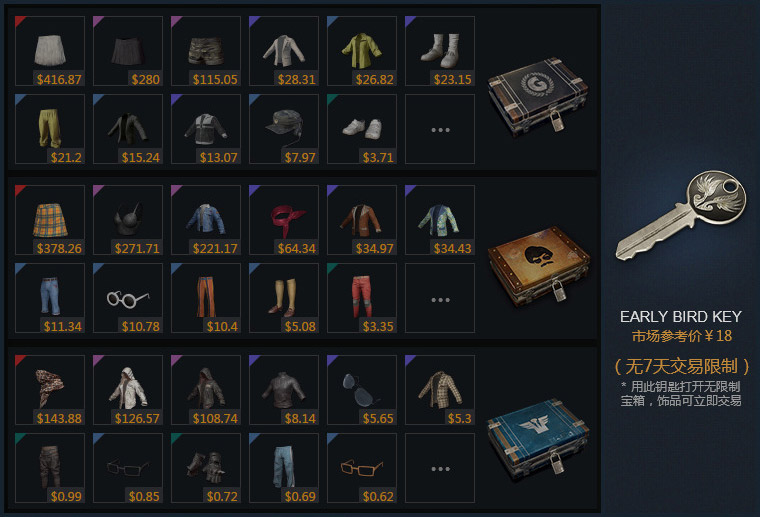 $416.87 $280 $115.05 $28.31 $26.82 $23.15
$21.2 $15.24 $13.07 $7.97 $3.71
G
$378.26 $271.71 $221.17 $64.34 $34.97 $34.43
$11.34 $10.78 $10.4 $5.08 $3.35
$143.88 $126.57 $108.74 $8.14 $5.65 $5.3
$0.99 $0.85 $0.72 $0.69 $0.62
EARLY BIRD KEY
市场参考价￥18
（无7天交易限制）
* 用此钥匙打开无限制
宝箱，饰品可立即交易